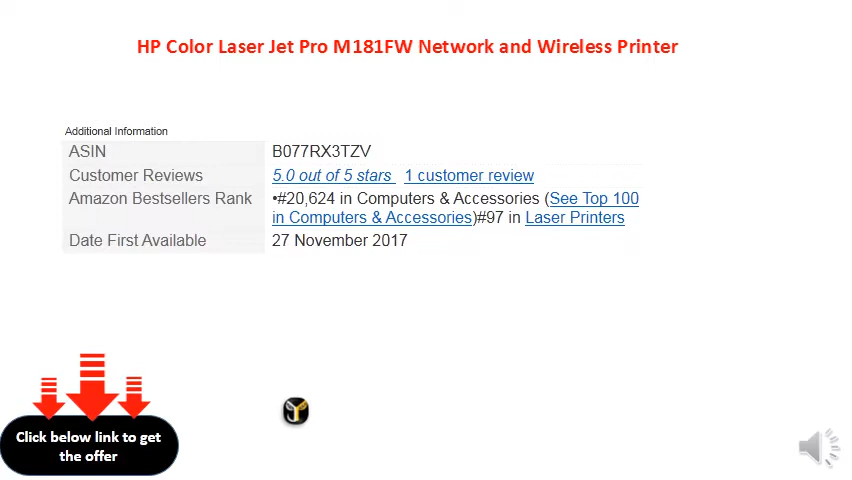 HP Color Laser Jet Pro M181FW Network and Wireless Printer
Additional Information
ASIN B077RX3TZV
Customer Reviews 5.0 out of 5 stars 1 customer review
Amazon Bestsellers Rank •#20,624 in Computers & Accessories (See Top 100
in Computers & Accessories)#97 in Laser Printers
Date First Available 27 November 2017
Click below link to get
the offer